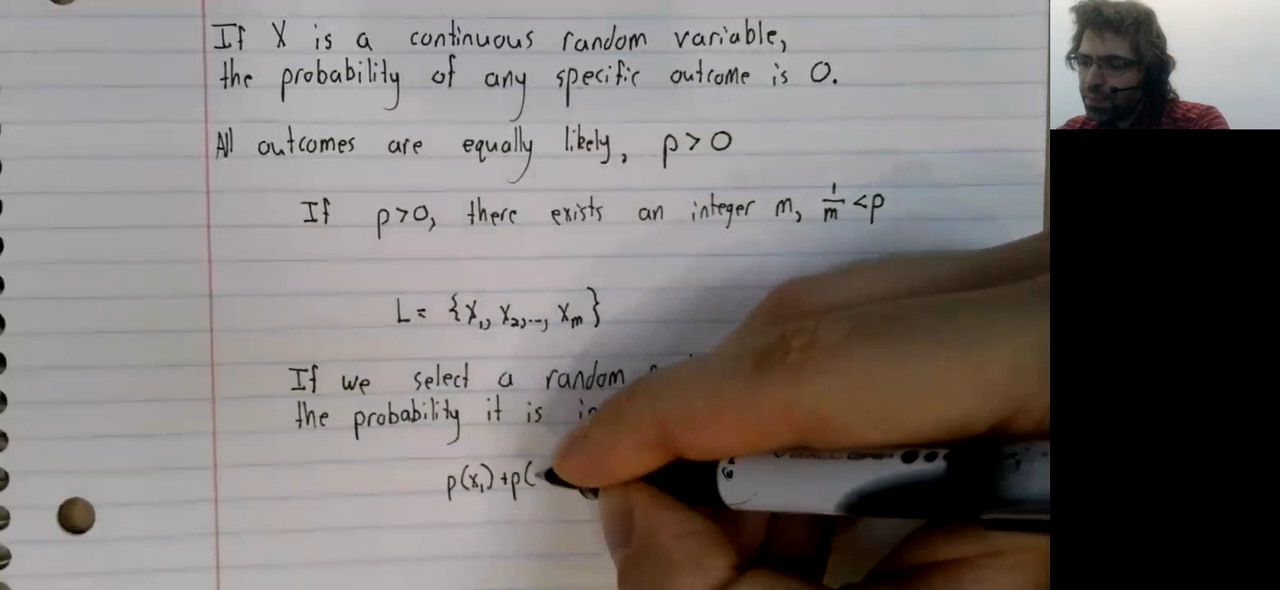 If X is a continuous random variable,
the probability of any specific outcome is 0.
All outcomes are equally likely, p>0
If p>0, there exists an integer m, 1/m <p
L= {x₁, x₂,..., xₘ}
If we select a random
the probability it is in
p(x₁)+p(